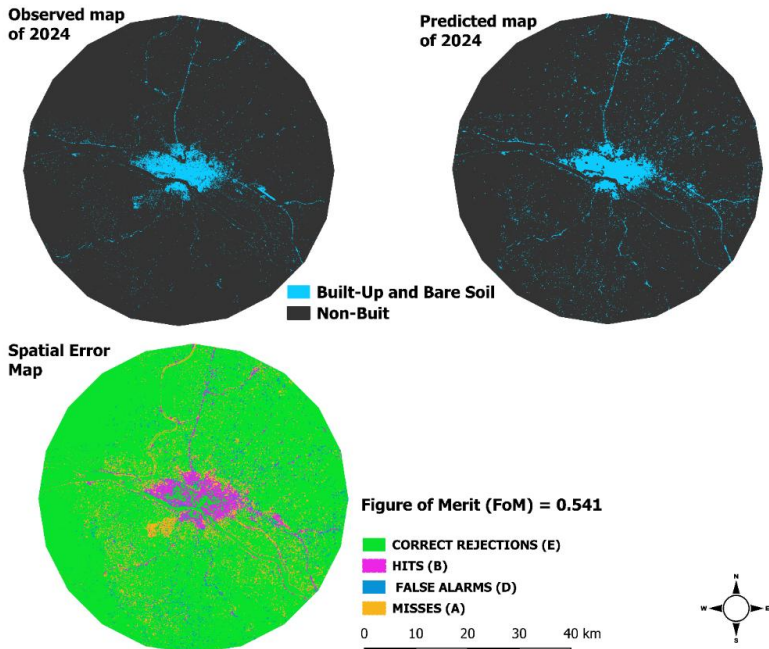 Observed map
of 2024
Predicted map
of 2024
Built-Up and Bare Soil
Non-Buit
Spatial Error
Map
Figure of Merit (FoM) = 0.541
CORRECT REJECTIONS (E)
HITS (B)
FALSE ALARMS (D)
MISSES (A)
0 10 20 30 40 km
N
W E
S